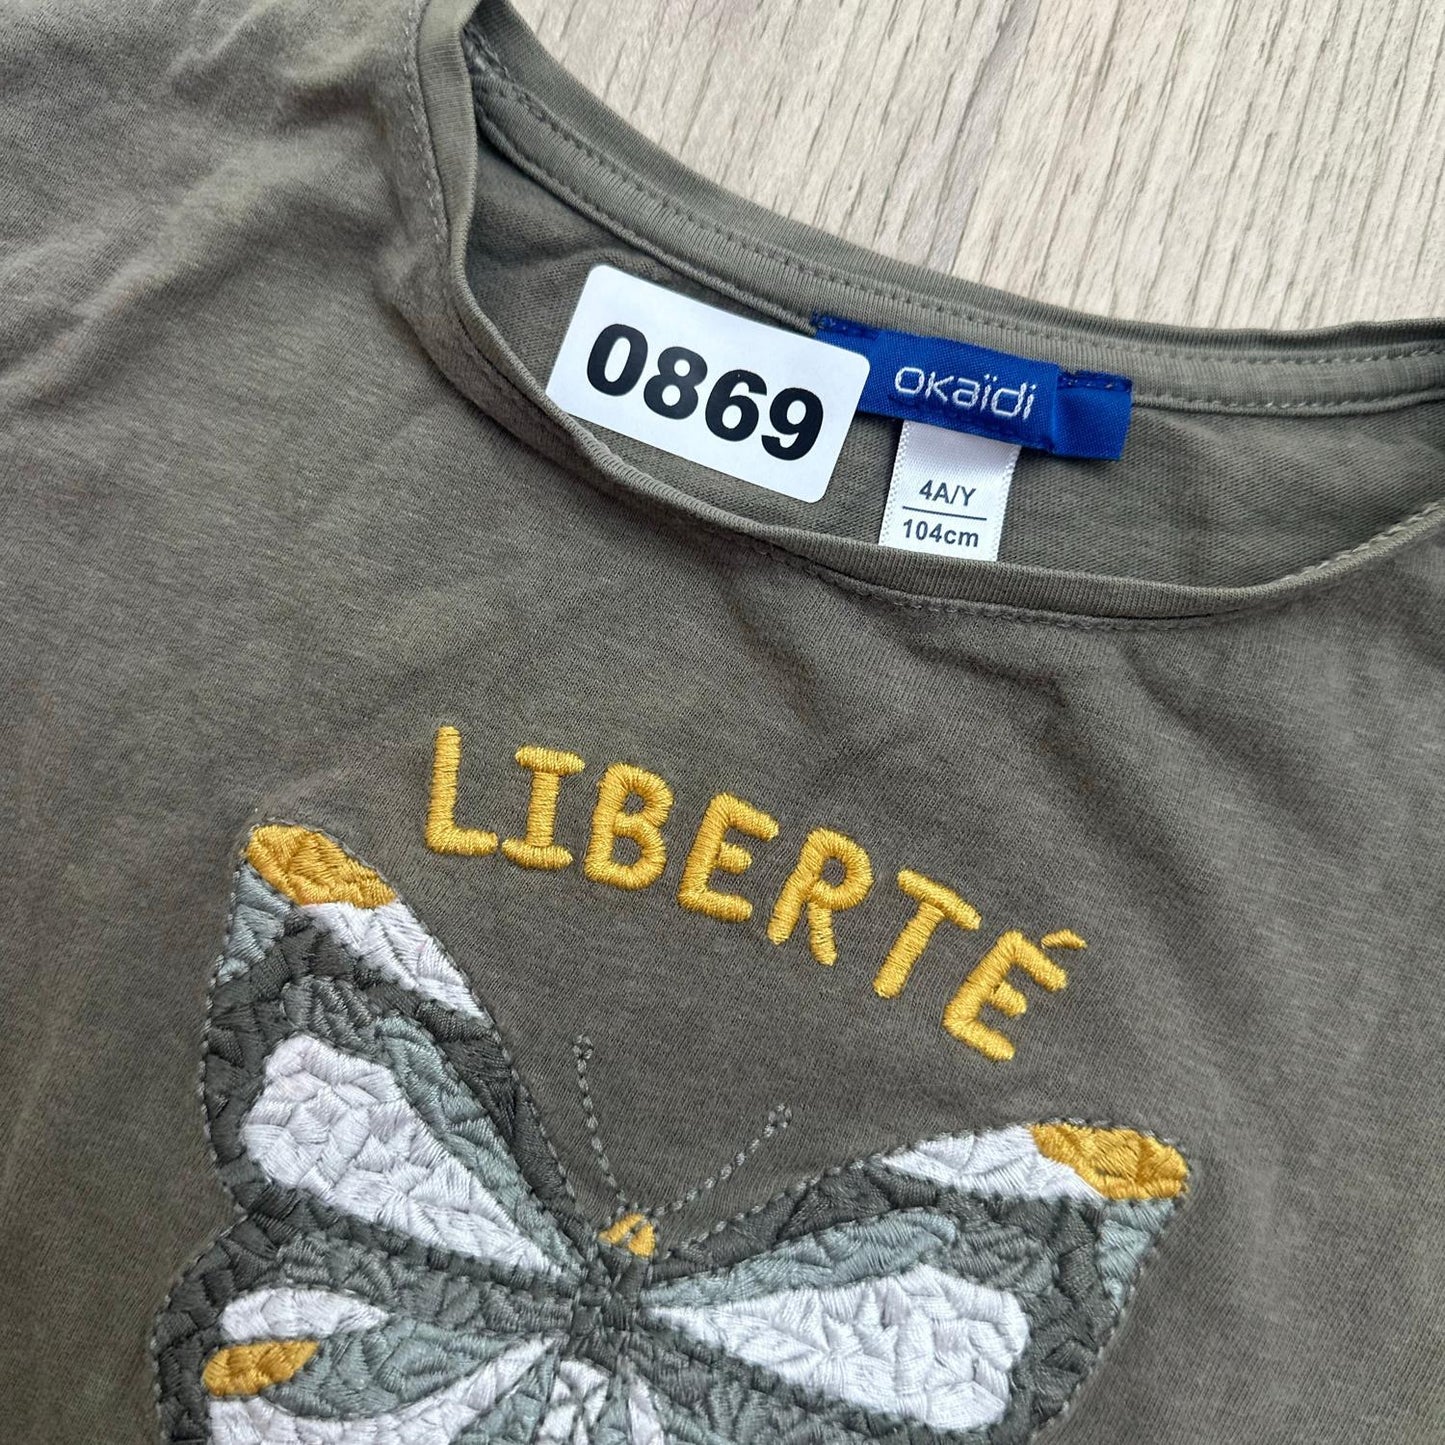 0869
OKaïdi
4A/Y
104cm
LIBERTÉ